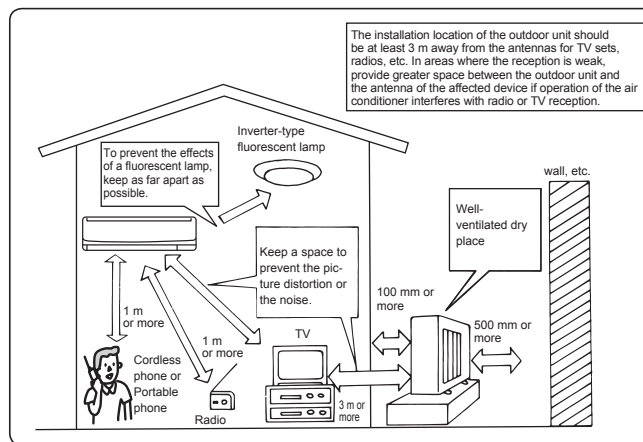 The installation location of the outdoor unit should
be at least 3 m away from the antennas for TV sets,
radios, etc. In areas where the reception is weak,
provide greater space between the outdoor unit and
the antenna of the affected device if operation of the air
conditioner interferes with radio or TV reception.
Inverter-type
fluorescent lamp
To prevent the effects
of a fluorescent lamp,
keep as far apart as
possible.
wall, etc.
Well-
ventilated dry
place
Keep a space to
prevent the pic-
ture distortion or
the noise.
100 mm or
more
500 mm or
more
1 m
or more
1 m
or more
TV
Cordless
phone or
Portable
phone
Radio
3 m or
more